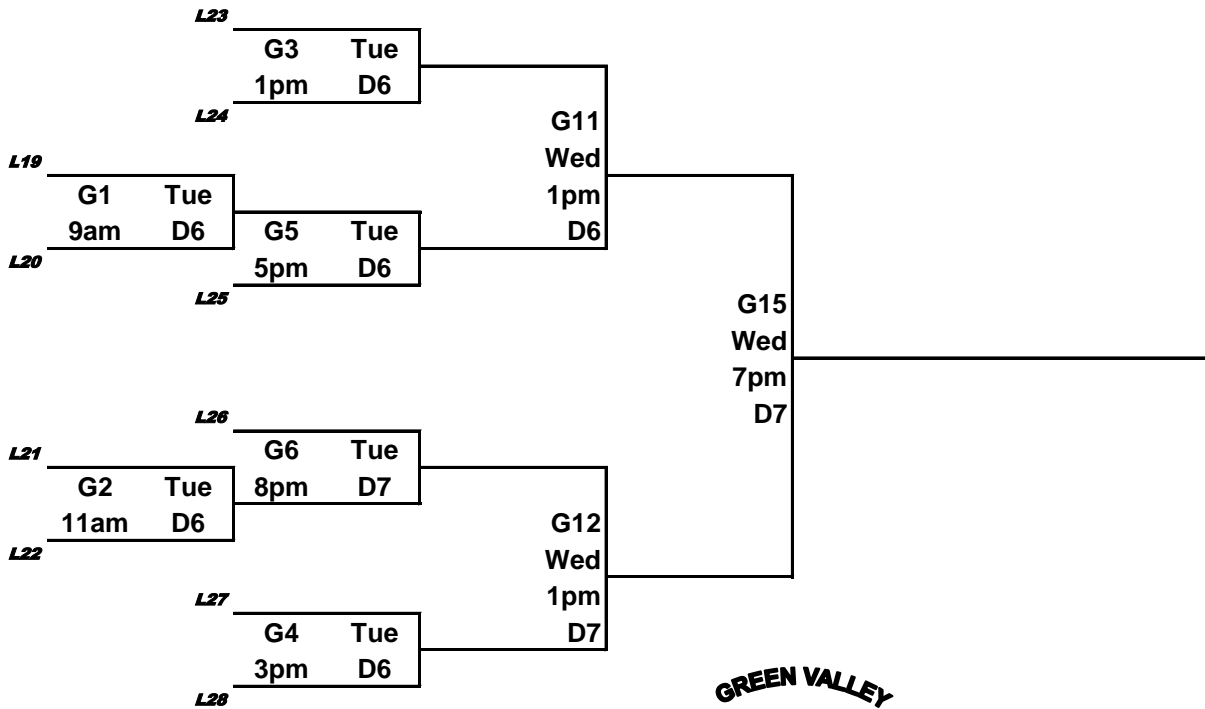 L23
G3 Tue
1pm D6
L24
G11
Wed
1pm
D6
L19
G1 Tue
9am D6
L20
G5 Tue
5pm D6
L25
G15
Wed
7pm
D7
L26
G6 Tue
8pm D7
L21
G2 Tue
11am D6
L22
G12
Wed
1pm
D7
L27
G4 Tue
3pm D6
L28
GREEN VALLEY